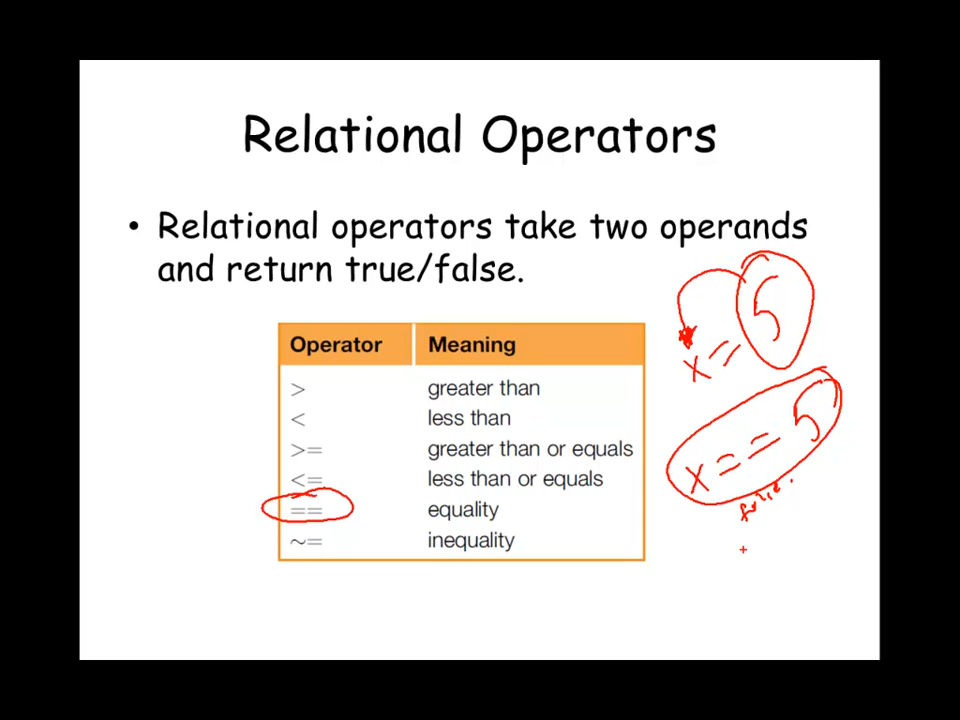 Relational Operators
• Relational operators take two operands
and return true/false.
Operator Meaning
> greater than
< less than
>= greater than or equals
<= less than or equals
== equality
~= inequality
x = 5
x == 5